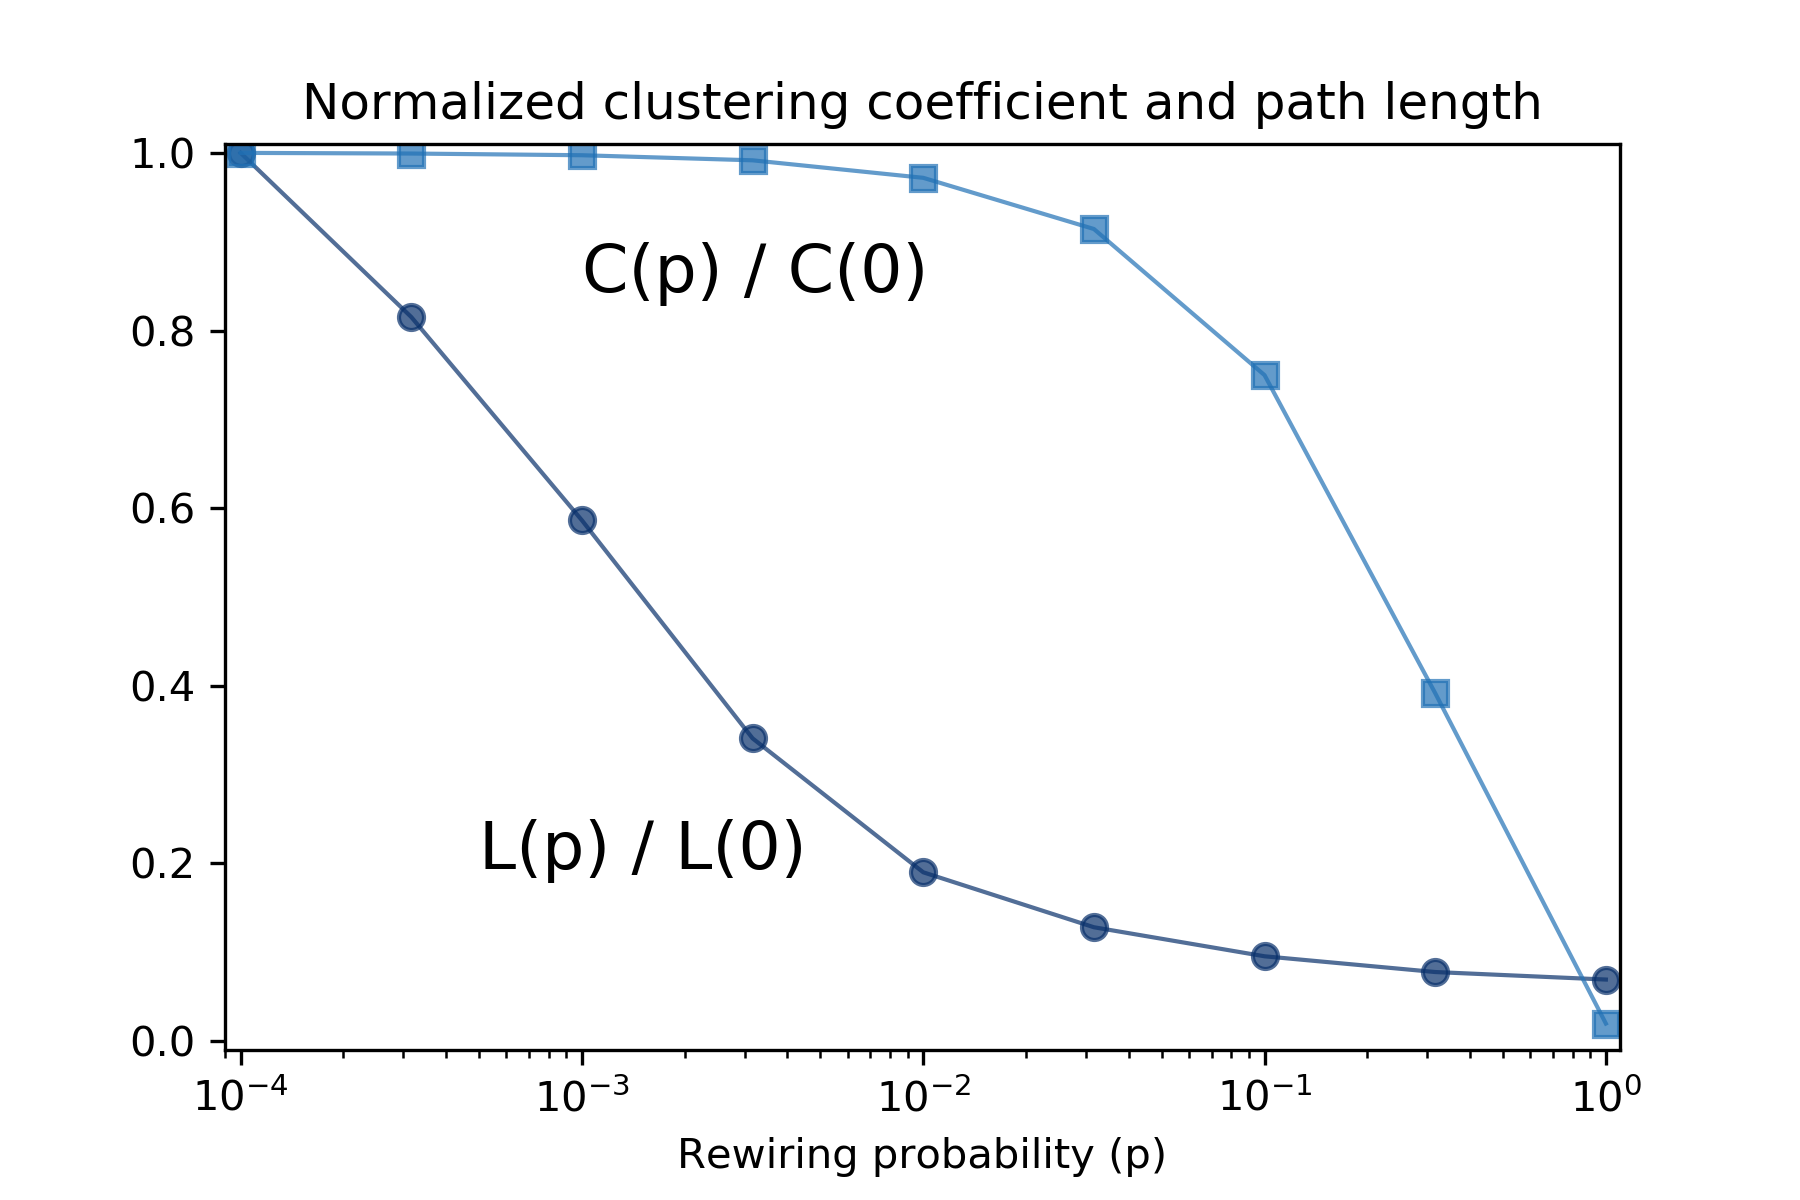 Normalized clustering coefficient and path length
1.0
0.8
0.6
0.4
0.2
0.0
C(p) / C(0)
L(p) / L(0)
10⁻⁴ 10⁻³ 10⁻² 10⁻¹ 10⁰
Rewiring probability (p)